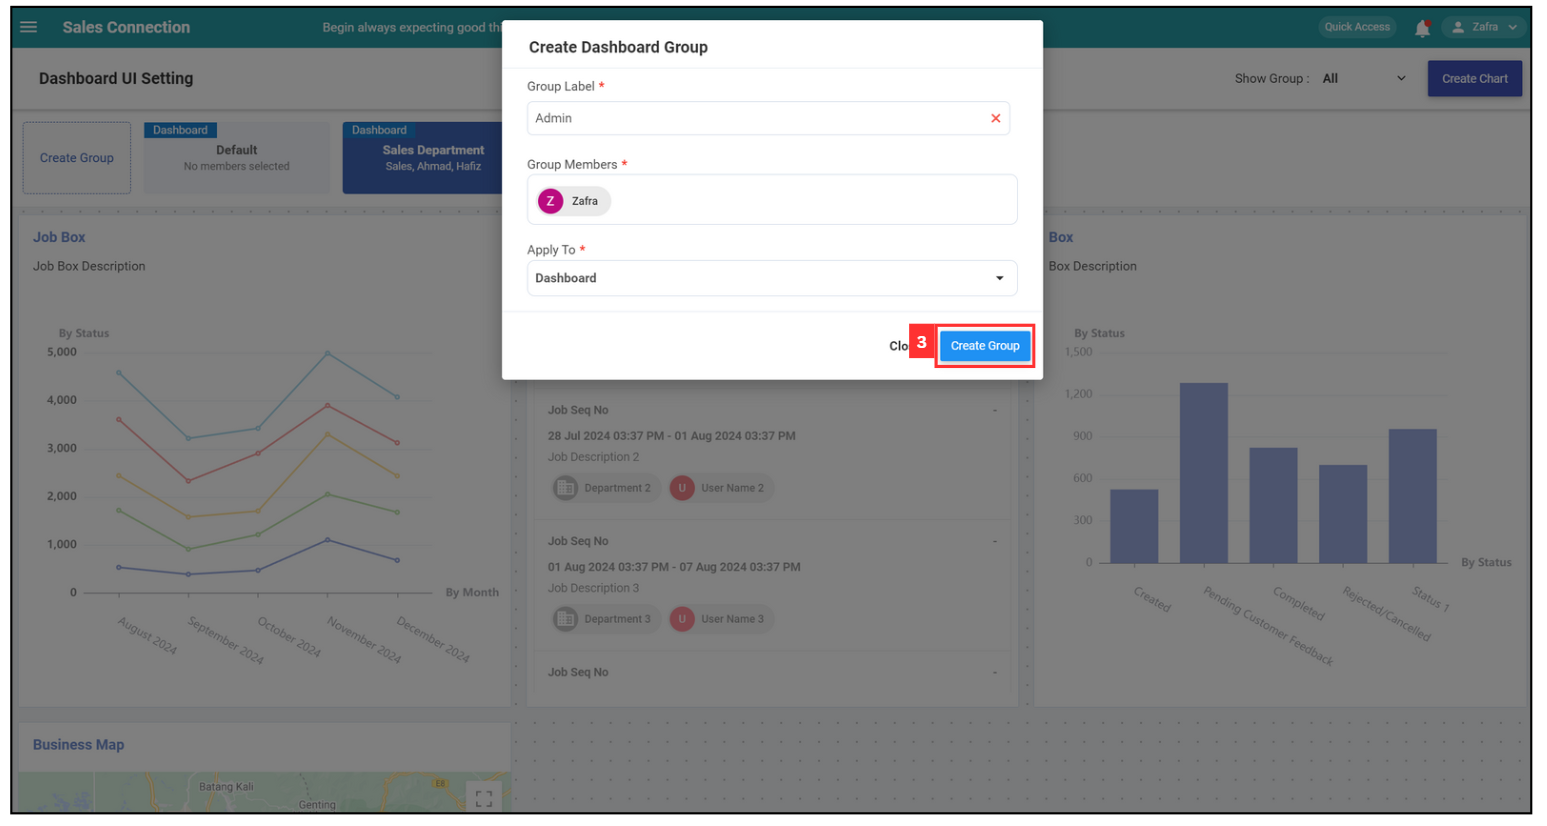 Sales Connection
Begin always expecting good
Quick Access
Zafra
Dashboard UI Setting
Show Group : All
Create Chart
Create Group
Dashboard
Default
No members selected
Dashboard
Sales Department
Sales, Ahmad, Hafiz
Create Dashboard Group
Group Label *
Admin
Group Members *
Z Zafra
Apply To *
Dashboard
3
Create Group
Job Box
Job Box Description
By Status
5,000
4,000
3,000
2,000
1,000
0
By Month
August 2024
September 2024
October 2024
November 2024
December 2024
Job Seq No -
28 Jul 2024 03:37 PM - 01 Aug 2024 03:37 PM
Job Description 2
Department 2
U User Name 2
Job Seq No -
01 Aug 2024 03:37 PM - 07 Aug 2024 03:37 PM
Job Description 3
Department 3
U User Name 3
Job Seq No -
Box
Box Description
By Status
1,500
1,200
900
600
300
0
By Status
Created
Pending Customer Feedback
Completed
Rejected/Cancelled
Status 1
Business Map
Batang Kali
Genting
E8